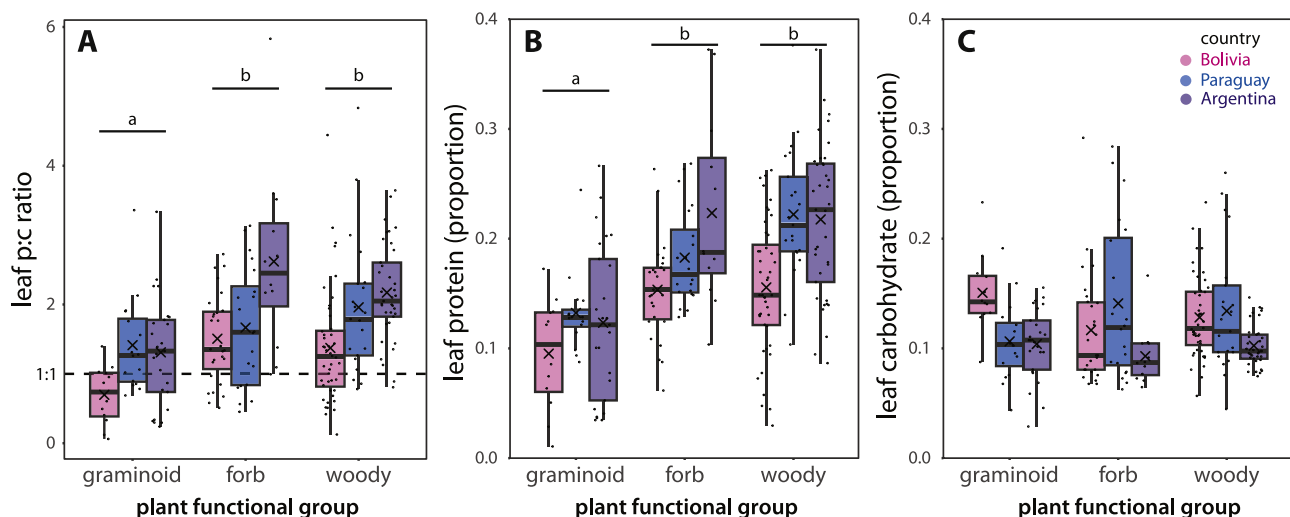 A
leaf p:c ratio
6
4
2
1:1
0
a
b
b
graminoid forb woody
plant functional group
B
leaf protein (proportion)
0.4
0.3
0.2
0.1
0.0
a
b
b
graminoid forb woody
plant functional group
C
leaf carbohydrate (proportion)
0.4
0.3
0.2
0.1
0.0
country
Bolivia
Paraguay
Argentina
graminoid forb woody
plant functional group